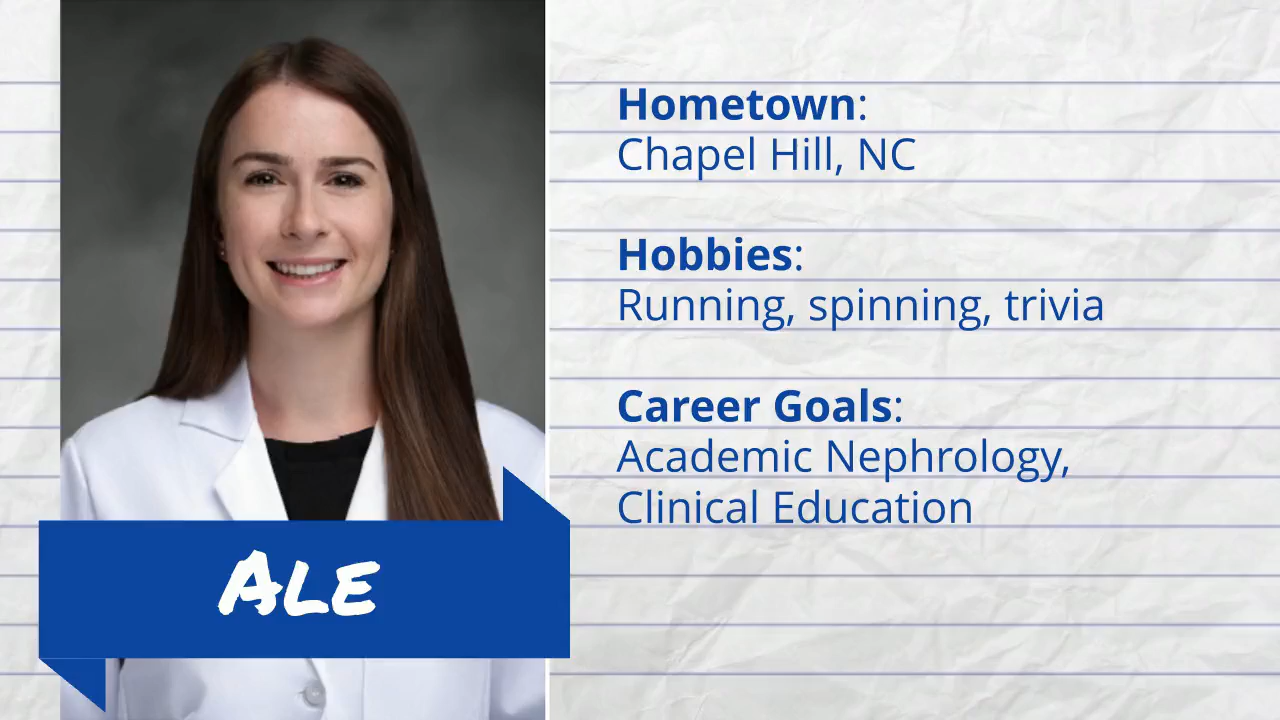 Hometown:
Chapel Hill, NC
Hobbies:
Running, spinning, trivia
Career Goals:
Academic Nephrology,
Clinical Education
ALE